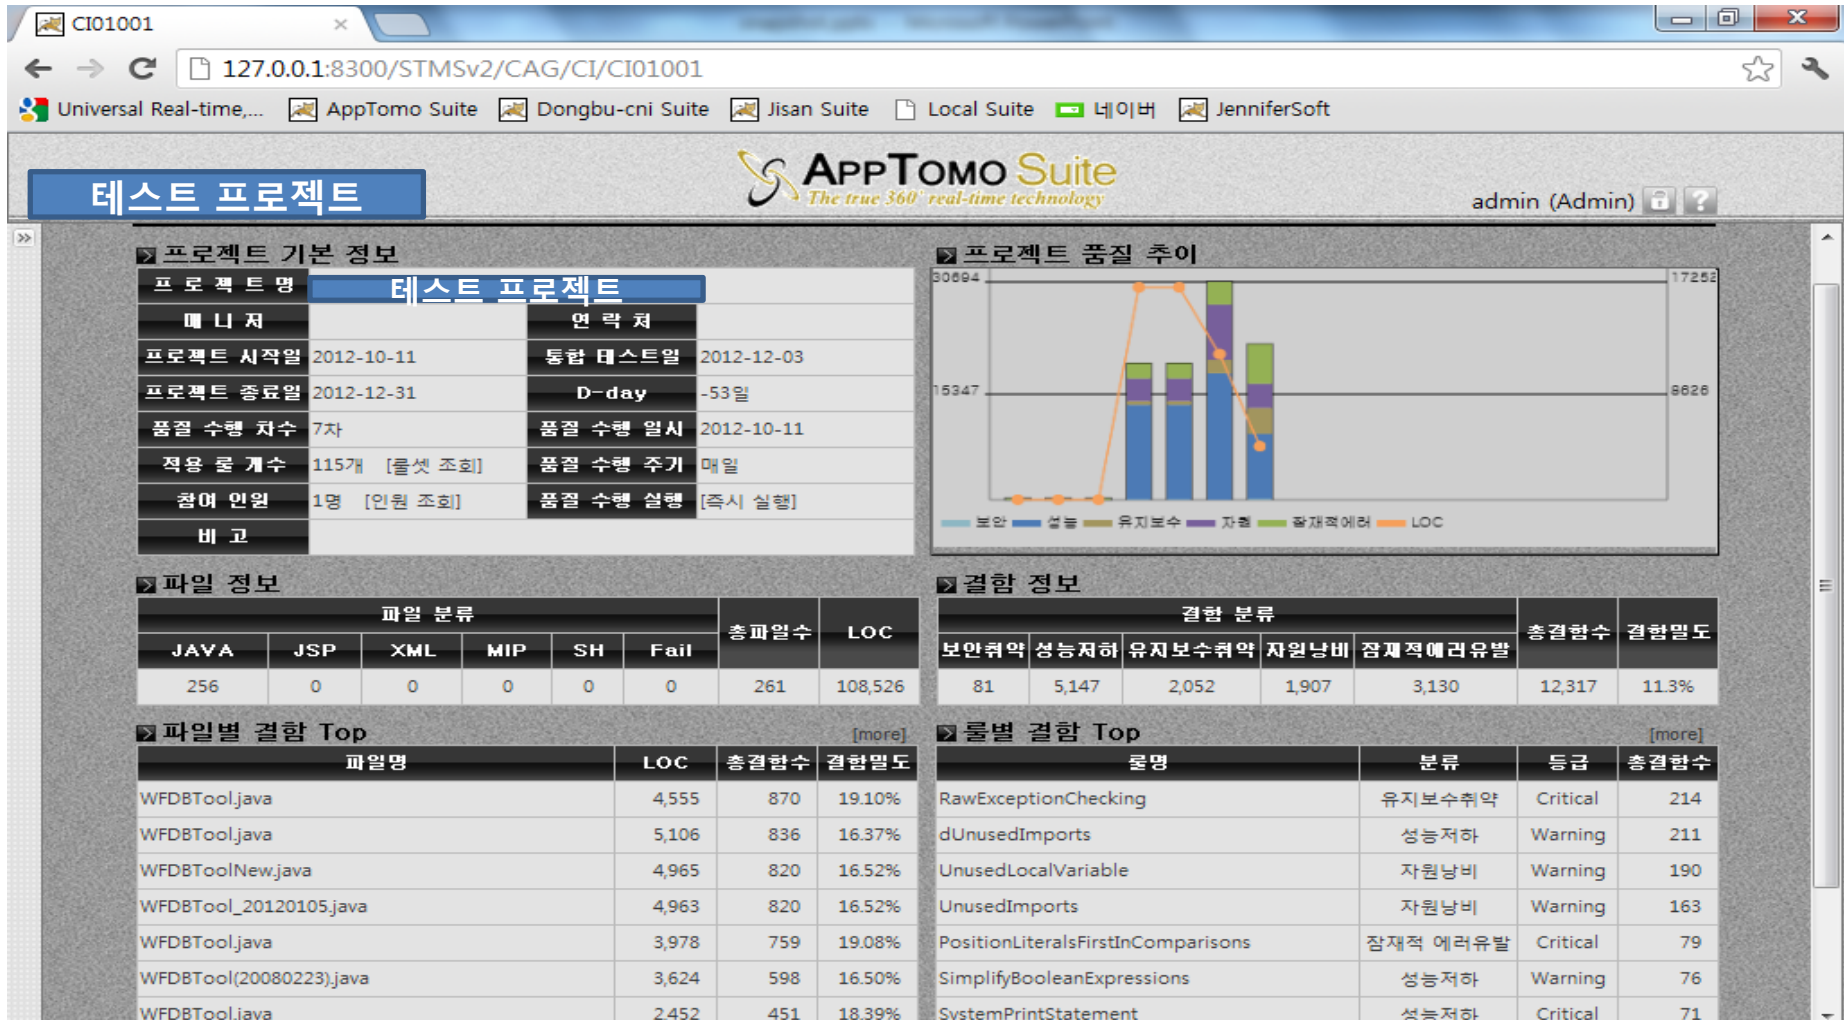 CI01001
127.0.0.1:8300/STMSv2/CAG/CI/CI01001
Universal Real-time,... AppTomo Suite Dongbu-cni Suite Jisan Suite Local Suite 네이버 JenniferSoft
테스트 프로젝트
APPTOMO Suite
The true 360° real-time technology
admin (Admin)
프로젝트 기본 정보
프로젝트명 테스트 프로젝트
매니저 연락처
프로젝트 시작일 2012-10-11 통합 테스트일 2012-12-03
프로젝트 종료일 2012-12-31 D-day -53일
품질 수행 차수 7차 품질 수행 일시 2012-10-11
적용 룰 개수 115개 [룰셋 조회] 품질 수행 주기 매일
참여 인원 1명 [인원 조회] 품질 수행 실행 [즉시 실행]
비고
프로젝트 품질 추이
30694 17252
15347 8626
보안 성능 유지보수 자원 잠재적에러 LOC
파일 정보
파일 분류 총파일수 LOC
JAVA JSP XML MIP SH Fail
256 0 0 0 0 0 261 108,526
결함 정보
결함 분류 총결함수 결함밀도
보안취약 성능저하 유지보수취약 자원낭비 잠재적에러유발
81 5,147 2,052 1,907 3,130 12,317 11.3%
파일별 결함 Top [more]
파일명 LOC 총결함수 결함밀도
WFDBTool.java 4,555 870 19.10%
WFDBTool.java 5,106 836 16.37%
WFDBToolNew.java 4,965 820 16.52%
WFDBTool_20120105.java 4,963 820 16.52%
WFDBTool.java 3,978 759 19.08%
WFDBTool(20080223).java 3,624 598 16.50%
WFDBTool.java 2,452 451 18.39%
룰별 결함 Top [more]
룰명 분류 등급 총결함수
RawExceptionChecking 유지보수취약 Critical 214
dUnusedImports 성능저하 Warning 211
UnusedLocalVariable 자원낭비 Warning 190
UnusedImports 자원낭비 Warning 163
PositionLiteralsFirstInComparisons 잠재적 에러유발 Critical 79
SimplifyBooleanExpressions 성능저하 Warning 76
SystemPrintStatement 성능저하 Critical 71